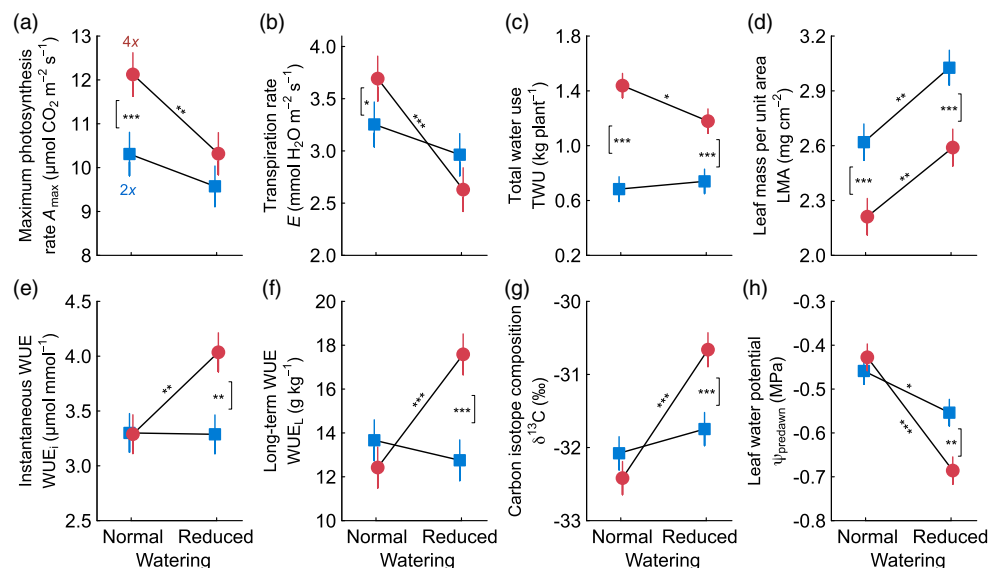 (a)
Maximum photosynthesis
rate A max (µmol CO2 m−2 s−1)
13
12
11
10
9
8
4x
2x
***
**
(b)
Transpiration rate
E (mmol H2O m−2 s−1)
4.0
3.5
3.0
2.5
2.0
*
***
(c)
Total water use
TWU (kg plant−1)
1.8
1.4
1.0
0.6
0.2
***
*
***
(d)
Leaf mass per unit area
LMA (mg cm−2)
3.2
2.9
2.6
2.3
2.0
***
**
**
***
(e)
Instantaneous WUE
WUEi (µmol mmol−1)
4.5
4.0
3.5
3.0
2.5
**
**
Normal Reduced
Watering
(f)
Long-term WUE
WUEL (g kg−1)
20
18
16
14
12
10
***
***
Normal Reduced
Watering
(g)
Carbon isotope composition
δ13C (‰)
-30
-31
-32
-33
***
***
Normal Reduced
Watering
(h)
Leaf water potential
ψpredawn (MPa)
-0.3
-0.4
-0.5
-0.6
-0.7
-0.8
*
***
**
Normal Reduced
Watering